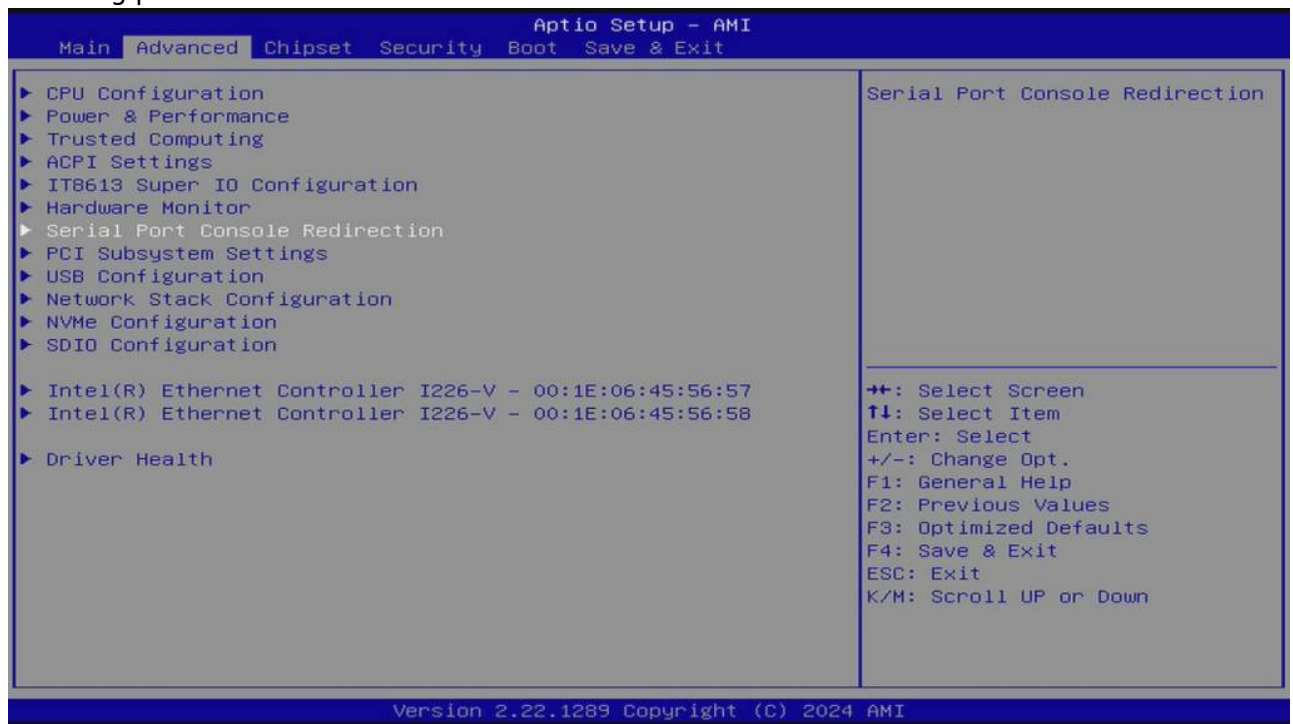 Aptio Setup - AMI
Main Advanced Chipset Security Boot Save & Exit
CPU Configuration
Power & Performance
Trusted Computing
ACPI Settings
IT8613 Super IO Configuration
Hardware Monitor
Serial Port Console Redirection
PCI Subsystem Settings
USB Configuration
Network Stack Configuration
NVMe Configuration
SDIO Configuration
Intel(R) Ethernet Controller I226-V - 00:1E:06:45:56:57
Intel(R) Ethernet Controller I226-V - 00:1E:06:45:56:58
Driver Health
Serial Port Console Redirection
→←: Select Screen
↑↓: Select Item
Enter: Select
+/-: Change Opt.
F1: General Help
F2: Previous Values
F3: Optimized Defaults
F4: Save & Exit
ESC: Exit
K/M: Scroll UP or Down
Version 2.22.1289 Copyright (C) 2024 AMI